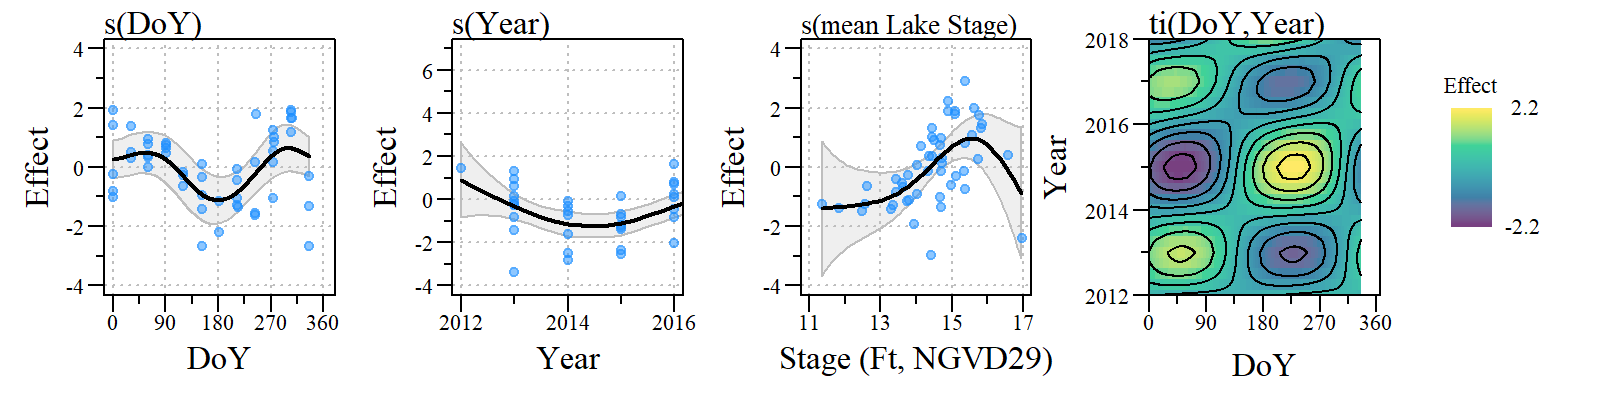 s(DoY)
4
2
0
-2
-4
Effect
0 90 180 270 360
DoY
s(Year)
6
4
2
0
-2
-4
Effect
2012 2014 2016
Year
s(mean Lake Stage)
4
2
0
-2
-4
Effect
11 13 15 17
Stage (Ft, NGVD29)
ti(DoY,Year)
2018
2016
2014
2012
Year
0 90 180 270 360
DoY
Effect
2.2
-2.2